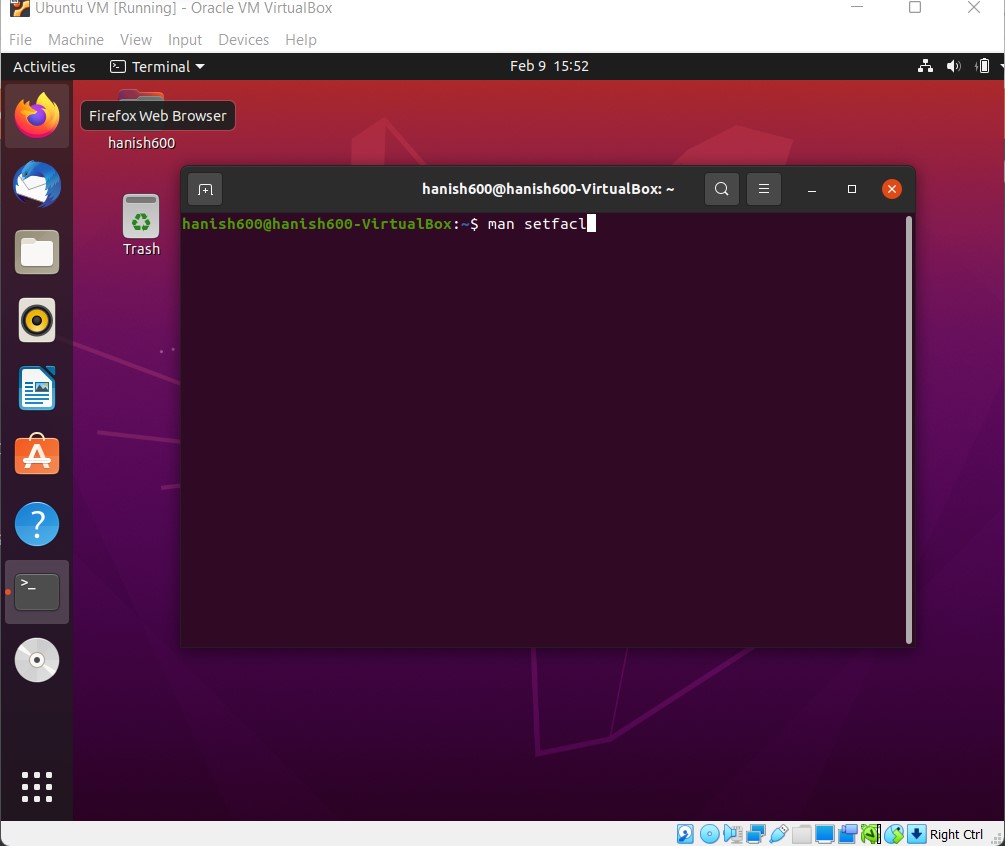 Ubuntu VM [Running] - Oracle VM VirtualBox
File Machine View Input Devices Help
Activities Terminal Feb 9 15:52
Firefox Web Browser
hanish600
hanish600@hanish600-VirtualBox: ~
hanish600@hanish600-VirtualBox:~$ man setfacl
Trash
Right Ctrl